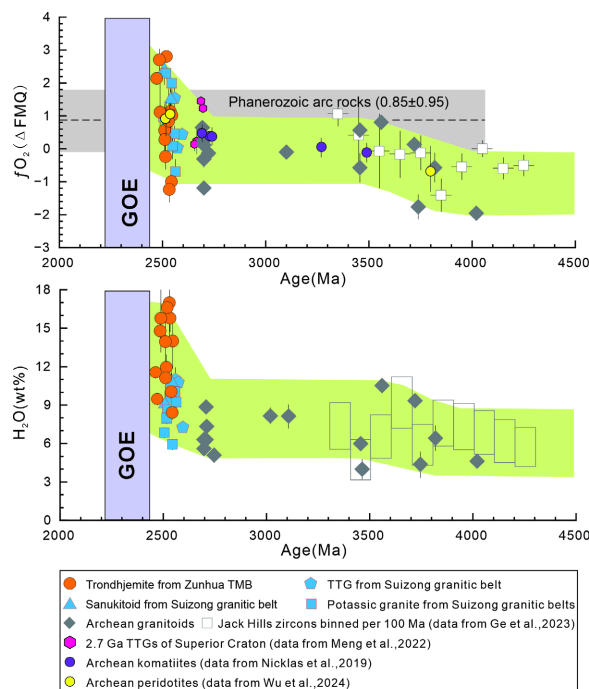 4
3
2
1
0
−1
−2
−3
ƒO₂(△FMQ)
GOE
Phanerozoic arc rocks (0.85±0.95)
2000 2500 3000 3500 4000 4500
Age(Ma)
18
15
12
9
6
3
0
H₂O(wt%)
GOE
2000 2500 3000 3500 4000 4500
Age(Ma)
Trondhjemite from Zunhua TMB TTG from Suizong granitic belt
Sanukitoid from Suizong granitic belt Potassic granite from Suizong granitic belts
Archean granitoids Jack Hills zircons binned per 100 Ma (data from Ge et al.,2023)
2.7 Ga TTGs of Superior Craton (data from Meng et al.,2022)
Archean komatiites (data from Nicklas et al.,2019)
Archean peridotites (data from Wu et al.,2024)